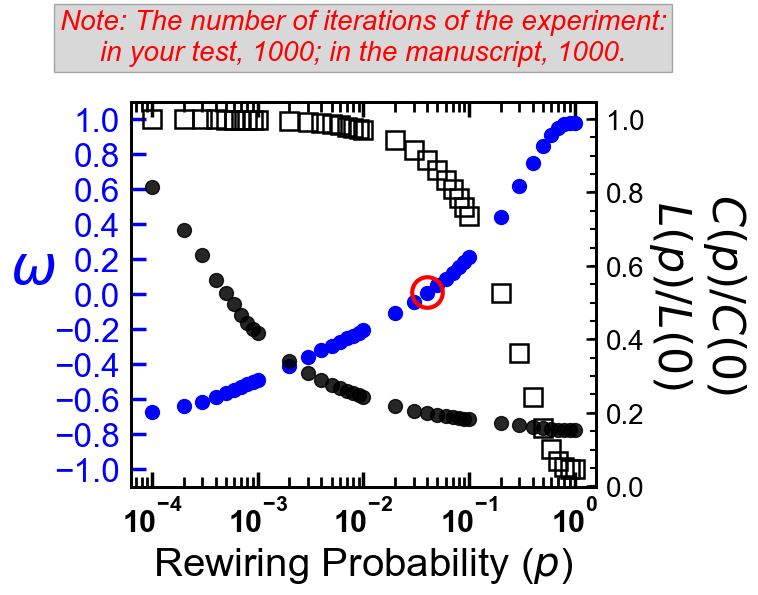 Note: The number of iterations of the experiment:
in your test, 1000; in the manuscript, 1000.
ω
1.0
0.8
0.6
0.4
0.2
0.0
−0.2
−0.4
−0.6
−0.8
−1.0
1.0
0.8
0.6
0.4
0.2
0.0
C(p)/C(0)
L(p)/L(0)
10⁻⁴ 10⁻³ 10⁻² 10⁻¹ 10⁰
Rewiring Probability (p)